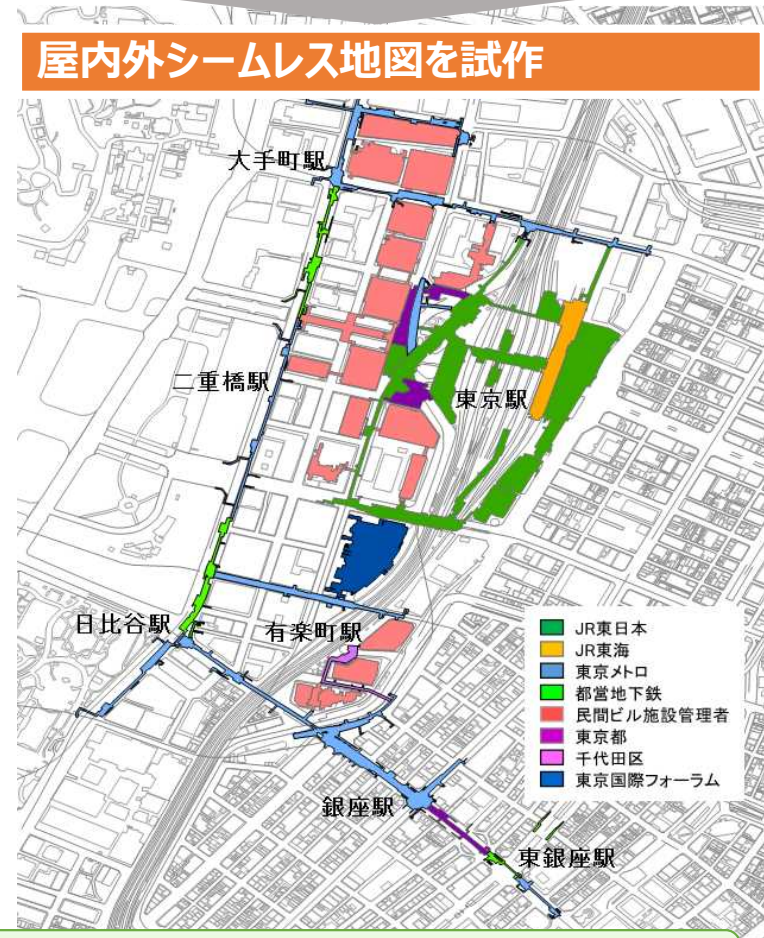 屋内外シームレス地図を試作
大手町駅
二重橋駅
東京駅
日比谷駅
有楽町駅
JR東日本
JR東海
東京メトロ
都営地下鉄
民間ビル施設管理者
東京都
千代田区
東京国際フォーラム
銀座駅
東銀座駅